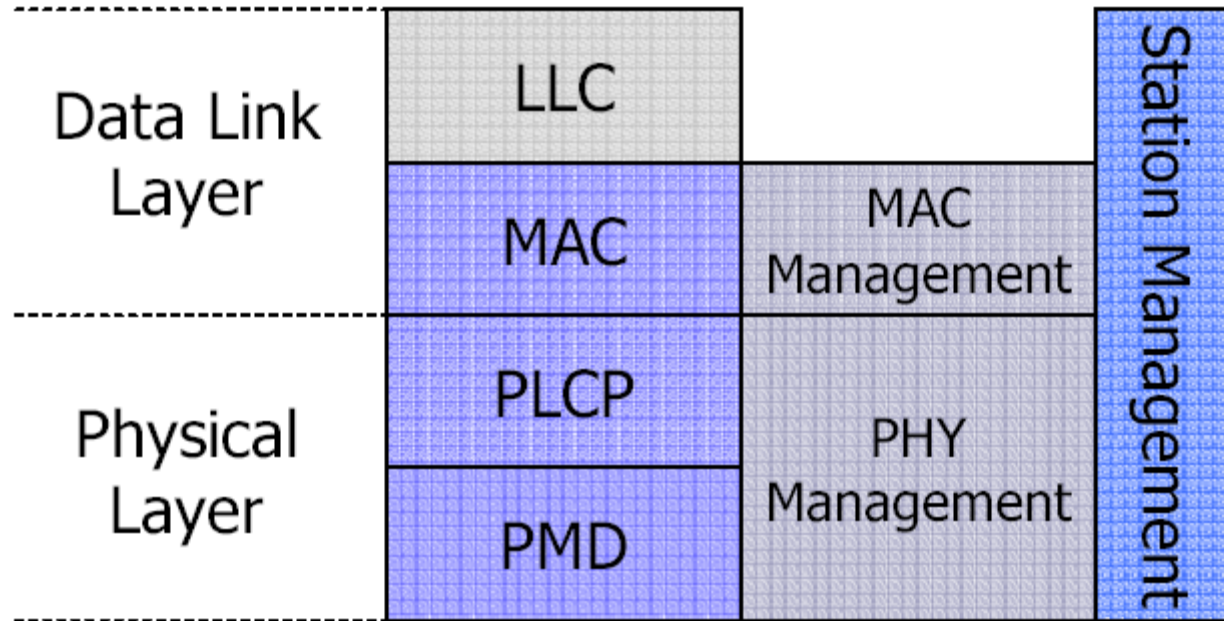 Data Link
Layer
LLC
MAC
MAC
Management
Physical
Layer
PLCP
PMD
PHY
Management
Station Management